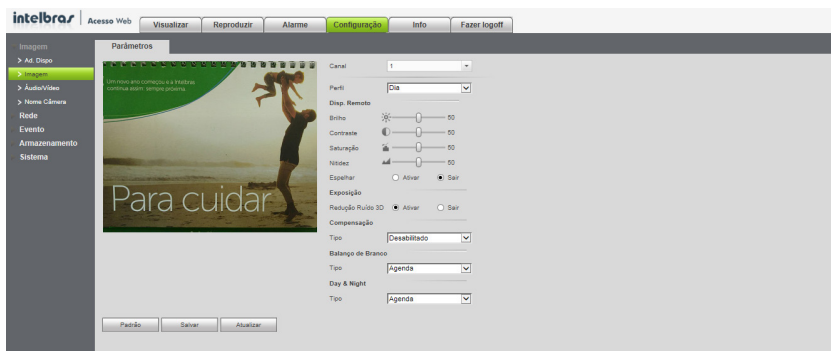 intelbras Acesso Web Visualizar Reproduzir Alarme Configuração Info Fazer logoff
Imagem
> Ad. Dispo
> Imagem
> Áudio/Vídeo
> Nome Câmera
Rede
Evento
Armazenamento
Sistema
Parâmetros
Um novo ano começou e a Intelbras
continua assim: sempre próxima.
Para cuidar
Canal 1
Perfil Dia
Disp. Remoto
Brilho 50
Contraste 50
Saturação 50
Nitidez 50
Espelhar Ativar Sair
Exposição
Redução Ruído 3D Ativar Sair
Compensação
Tipo Desabilitado
Balanço de Branco
Tipo Agenda
Day & Night
Tipo Agenda
Padrão Salvar Atualizar